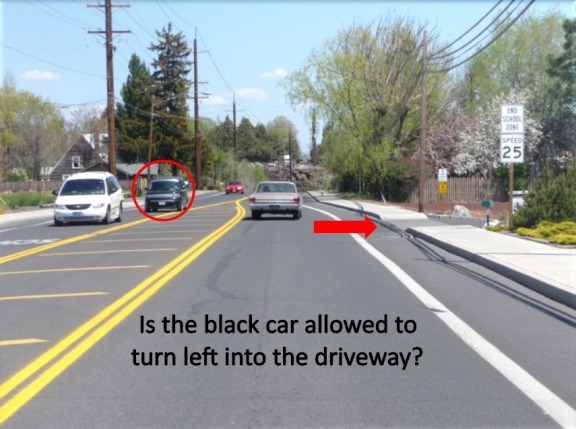 END
SCHOOL
ZONE
SPEED
25
Is the black car allowed to
turn left into the driveway?